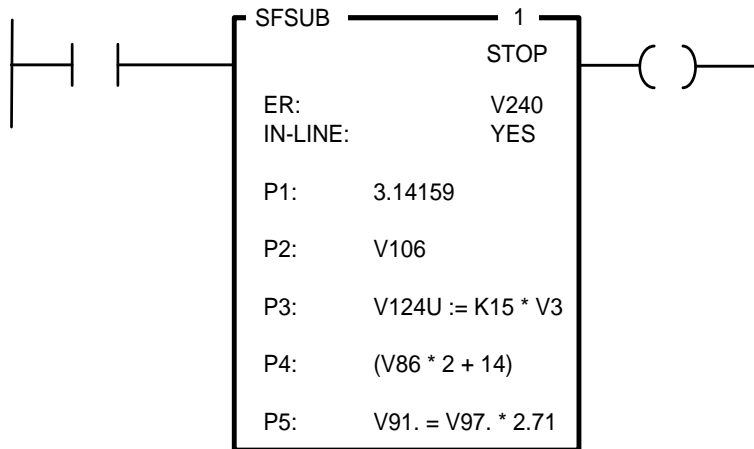 SFSUB 1
STOP
ER: V240
IN-LINE: YES
P1: 3.14159
P2: V106
P3: V124U := K15 * V3
P4: (V86 * 2 + 14)
P5: V91. = V97. * 2.71